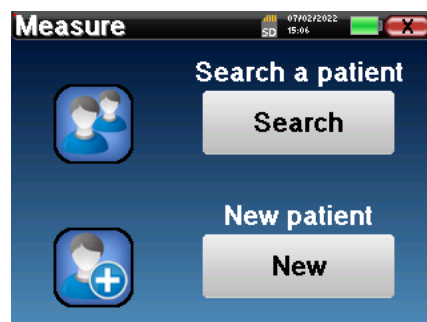 Measure
SD
07/02/2022
15:06
X
Search a patient
Search
New patient
New